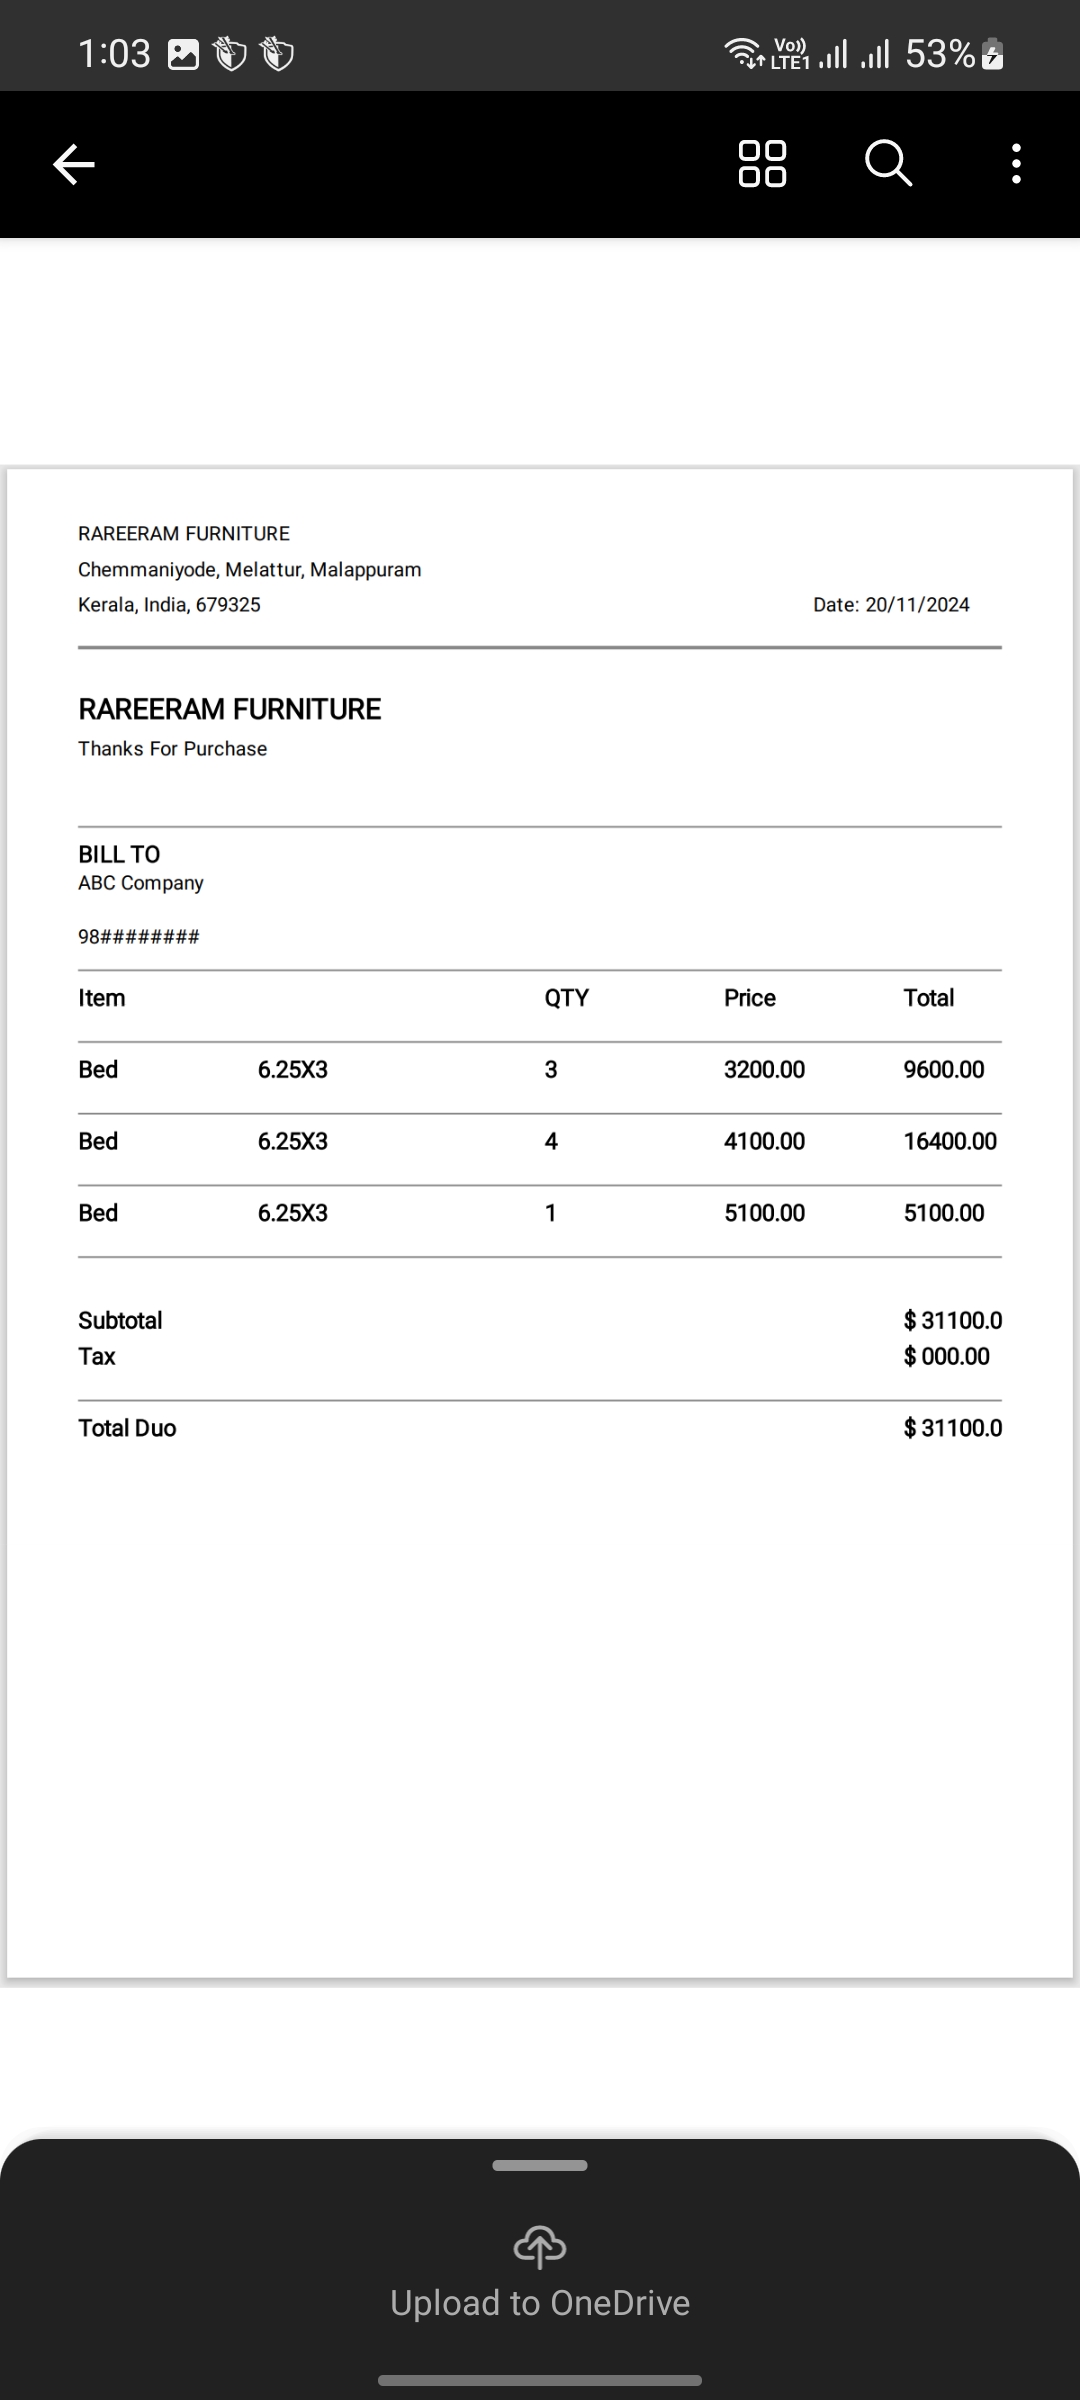 1:03 Vo)) LTE1 53%
RAREERAM FURNITURE
Chemmaniyode, Melattur, Malappuram
Kerala, India, 679325 Date: 20/11/2024
RAREERAM FURNITURE
Thanks For Purchase
BILL TO
ABC Company
98########
Item QTY Price Total
Bed 6.25X3 3 3200.00 9600.00
Bed 6.25X3 4 4100.00 16400.00
Bed 6.25X3 1 5100.00 5100.00
Subtotal $ 31100.0
Tax $ 000.00
Total Duo $ 31100.0
Upload to OneDrive